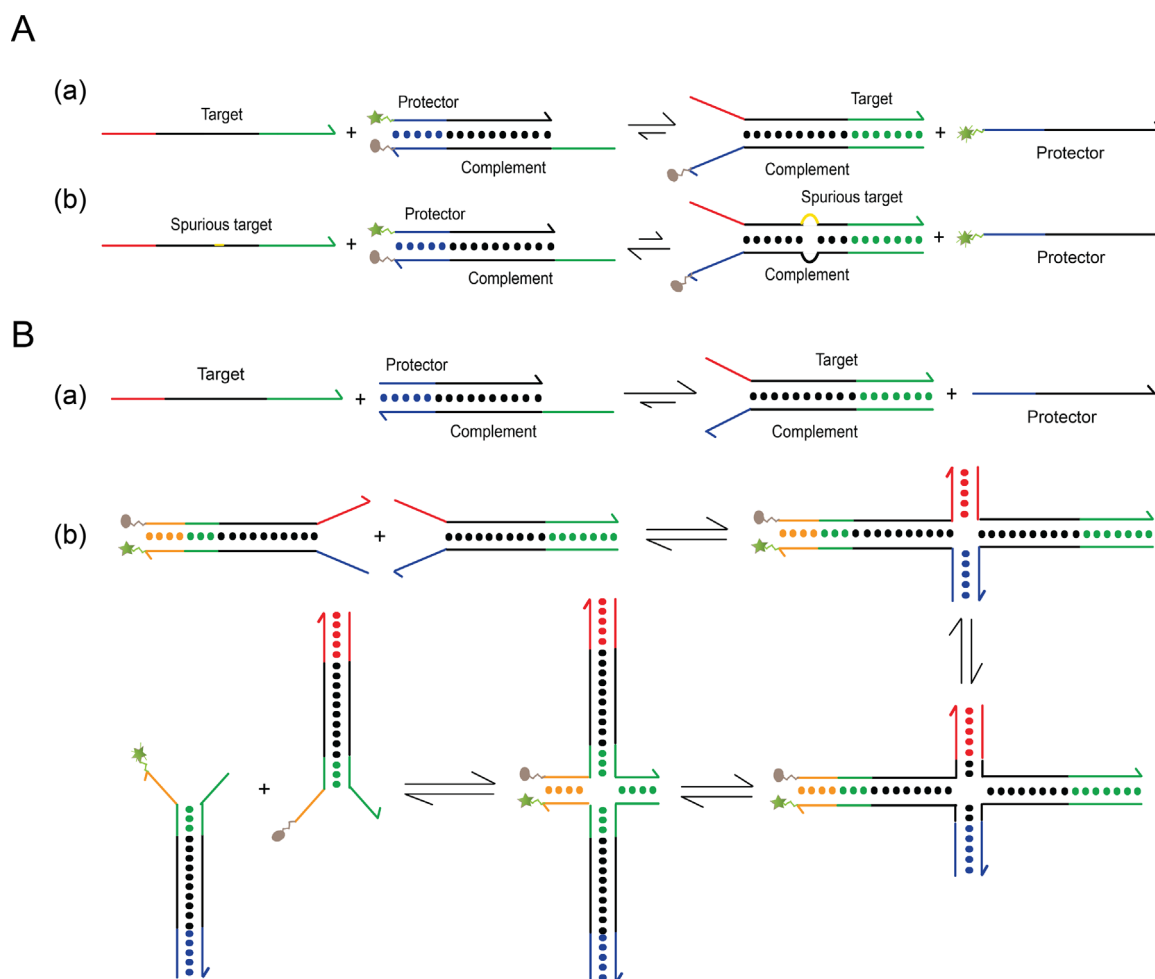 A
(a)
Target
+
Protector
Complement
Target
Complement
+
Protector
(b)
Spurious target
+
Protector
Complement
Spurious target
Complement
+
Protector
B
(a)
Target
+
Protector
Complement
Target
Complement
+
Protector
(b)
+
+